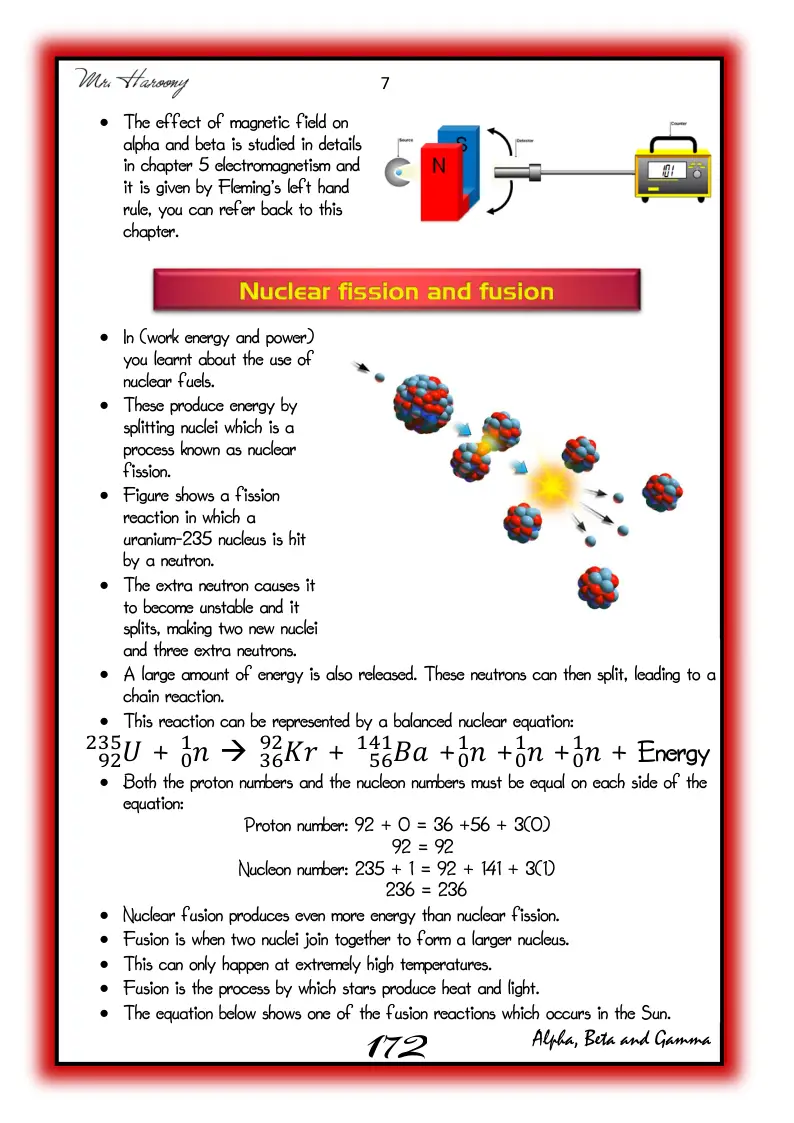 Mr. Haroony
7
• The effect of magnetic field on
alpha and beta is studied in details
in chapter 5 electromagnetism and
it is given by Fleming's left hand
rule, you can refer back to this
chapter.
Source
N
S
Detector
Counter
101
Nuclear fission and fusion
• In (work energy and power)
you learnt about the use of
nuclear fuels.
• These produce energy by
splitting nuclei which is a
process known as nuclear
fission.
• Figure shows a fission
reaction in which a
uranium-235 nucleus is hit
by a neutron.
• The extra neutron causes it
to become unstable and it
splits, making two new nuclei
and three extra neutrons.
• A large amount of energy is also released. These neutrons can then split, leading to a
chain reaction.
• This reaction can be represented by a balanced nuclear equation:
²³⁵₉₂U + ¹₀n → ⁹²₃₆Kr + ¹⁴¹₅₆Ba + ¹₀n + ¹₀n + ¹₀n + Energy
• Both the proton numbers and the nucleon numbers must be equal on each side of the
equation:
Proton number: 92 + 0 = 36 +56 + 3(0)
92 = 92
Nucleon number: 235 + 1 = 92 + 141 + 3(1)
236 = 236
• Nuclear fusion produces even more energy than nuclear fission.
• Fusion is when two nuclei join together to form a larger nucleus.
• This can only happen at extremely high temperatures.
• Fusion is the process by which stars produce heat and light.
• The equation below shows one of the fusion reactions which occurs in the Sun.
172
Alpha, Beta and Gamma